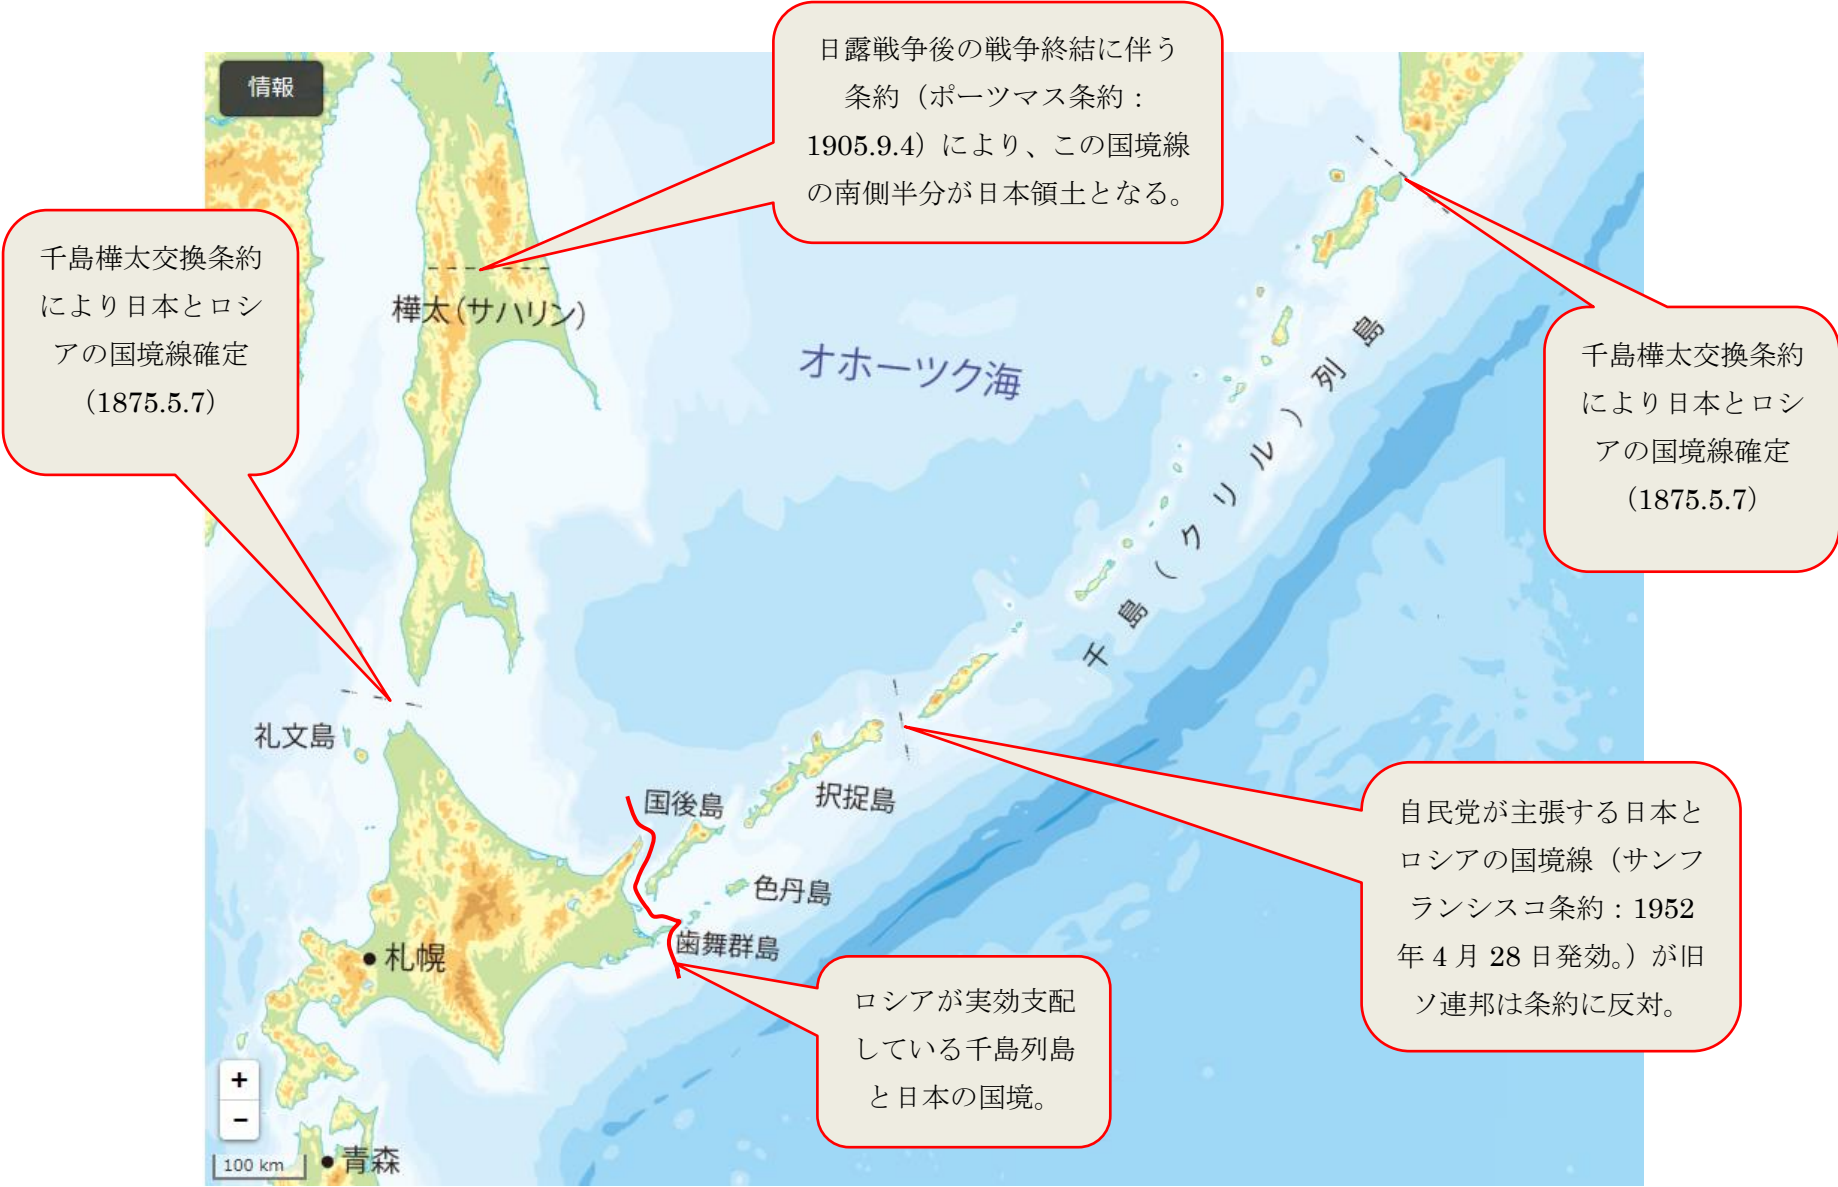 日露戦争後の戦争終結に伴う
条約（ポーツマス条約：
1905.9.4）により、この国境線
の南側半分が日本領土となる。
情報
千島樺太交換条約
により日本とロシ
アの国境線確定
（1875.5.7）
樺太(サハリン)
オホーツク海
千島（クリル）列島
千島樺太交換条約
により日本とロシ
アの国境線確定
（1875.5.7）
礼文島
国後島
択捉島
色丹島
歯舞群島
札幌
自民党が主張する日本と
ロシアの国境線（サンフ
ランシスコ条約：1952
年 4 月 28 日発効。）が旧
ソ連邦は条約に反対。
ロシアが実効支配
している千島列島
と日本の国境。
+
−
100 km
青森